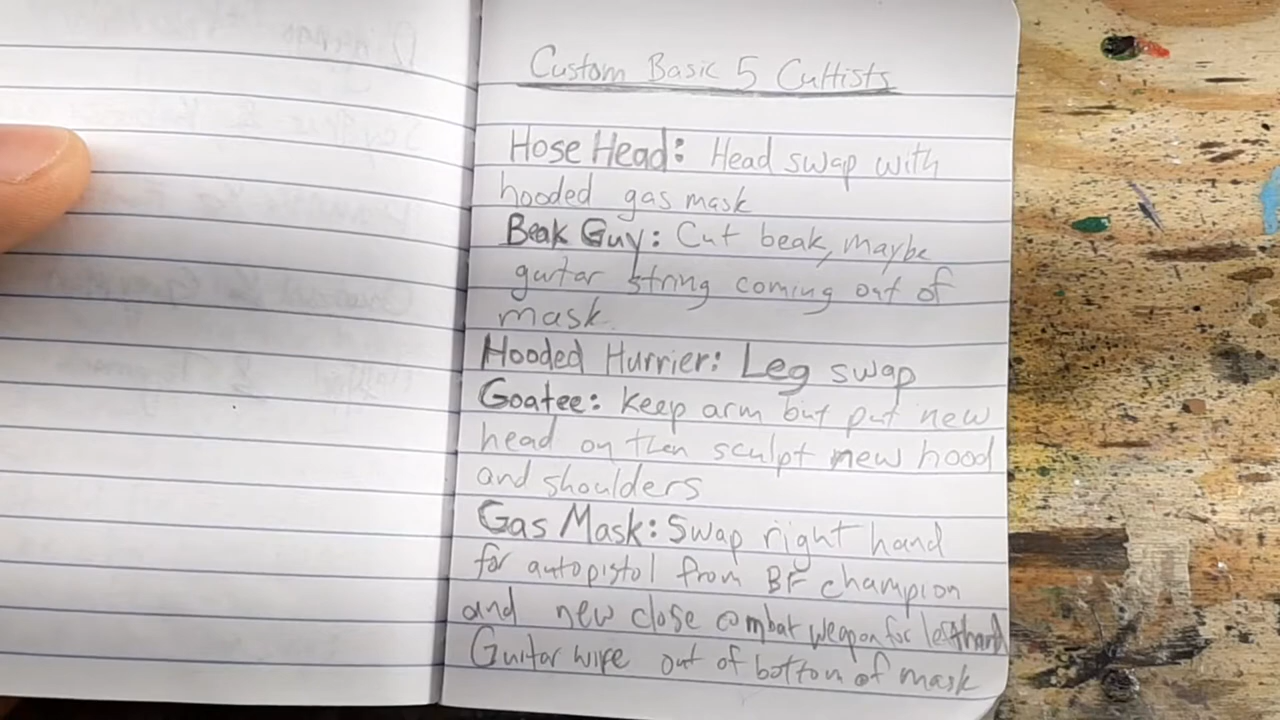 Custom Basic 5 Cultists
Hose Head: Head swap with
hooded gas mask
Beak Guy: Cut beak, maybe
guitar string coming out of
mask.
Hooded Hurrier: Leg swap
Goatee: Keep arm but put new
head on then sculpt new hood
and shoulders
Gas Mask: Swap right hand
for autopistol from BF champion
and new close combat weapon for left hand
Guitar wire out of bottom of mask